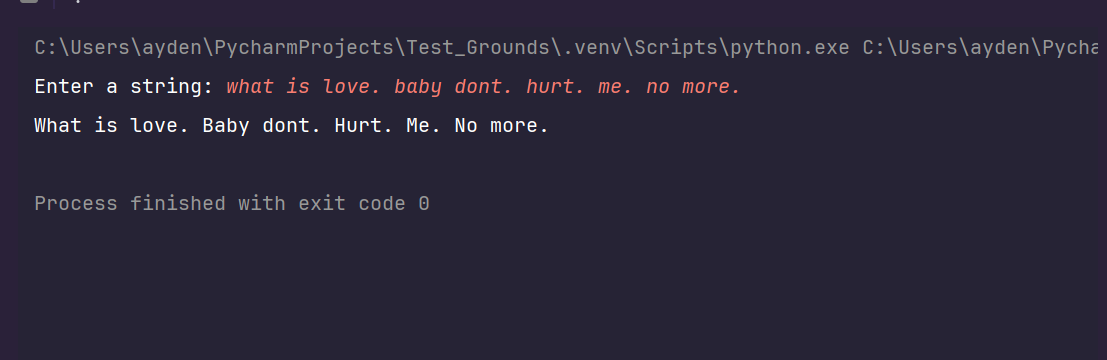 C:\Users\ayden\PycharmProjects\Test_Grounds\.venv\Scripts\python.exe C:\Users\ayden\Pycha
Enter a string: what is love. baby dont. hurt. me. no more.
What is love. Baby dont. Hurt. Me. No more.
Process finished with exit code 0